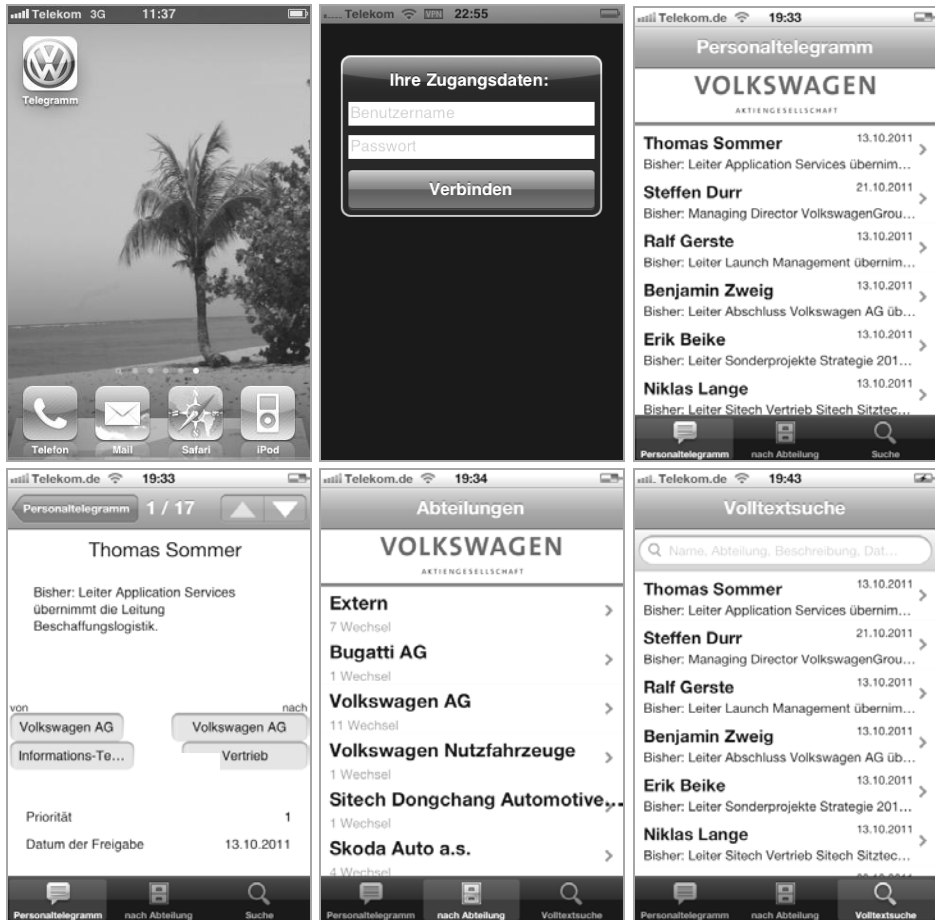 Telekom 3G 11:37
Telegramm
Telefon Mail Safari iPod
Telekom VPN 22:55
Ihre Zugangsdaten:
Benutzername
Passwort
Verbinden
Telekom.de 19:33
Personaltelegramm
VOLKSWAGEN
AKTIENGESELLSCHAFT
Thomas Sommer 13.10.2011
Bisher: Leiter Application Services übernim...
Steffen Durr 21.10.2011
Bisher: Managing Director VolkswagenGrou...
Ralf Gerste 13.10.2011
Bisher: Leiter Launch Management übernim...
Benjamin Zweig 13.10.2011
Bisher: Leiter Abschluss Volkswagen AG üb...
Erik Beike 13.10.2011
Bisher: Leiter Sonderprojekte Strategie 201...
Niklas Lange 13.10.2011
Bisher: Leiter Sitech Vertrieb Sitech Sitztec...
Personaltelegramm nach Abteilung Suche
Telekom.de 19:33
Personaltelegramm 1 / 17
Thomas Sommer
Bisher: Leiter Application Services
übernimmt die Leitung
Beschaffungslogistik.
von nach
Volkswagen AG Volkswagen AG
Informations-Te... Vertrieb
Priorität 1
Datum der Freigabe 13.10.2011
Personaltelegramm nach Abteilung Suche
Telekom.de 19:34
Abteilungen
VOLKSWAGEN
AKTIENGESELLSCHAFT
Extern
7 Wechsel
Bugatti AG
1 Wechsel
Volkswagen AG
11 Wechsel
Volkswagen Nutzfahrzeuge
1 Wechsel
Sitech Dongchang Automotive...
1 Wechsel
Skoda Auto a.s.
4 Wechsel
Personaltelegramm nach Abteilung Volltextsuche
Telekom.de 19:43
Volltextsuche
Name, Abteilung, Beschreibung, Dat...
Thomas Sommer 13.10.2011
Bisher: Leiter Application Services übernim...
Steffen Durr 21.10.2011
Bisher: Managing Director VolkswagenGrou...
Ralf Gerste 13.10.2011
Bisher: Leiter Launch Management übernim...
Benjamin Zweig 13.10.2011
Bisher: Leiter Abschluss Volkswagen AG üb...
Erik Beike 13.10.2011
Bisher: Leiter Sonderprojekte Strategie 201...
Niklas Lange 13.10.2011
Bisher: Leiter Sitech Vertrieb Sitech Sitztec...
Personaltelegramm nach Abteilung Volltextsuche